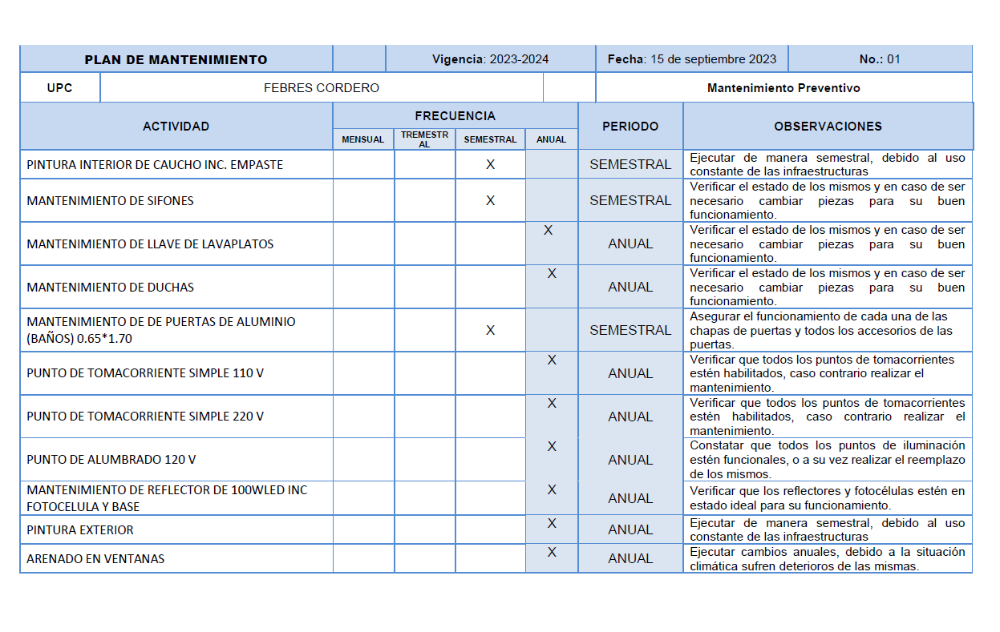 PLAN DE MANTENIMIENTO Vigencia: 2023-2024 Fecha: 15 de septiembre 2023 No.: 01
UPC FEBRES CORDERO Mantenimiento Preventivo
ACTIVIDAD FRECUENCIA PERIODO OBSERVACIONES
MENSUAL TREMESTR
AL SEMESTRAL ANUAL
PINTURA INTERIOR DE CAUCHO INC. EMPASTE X SEMESTRAL Ejecutar de manera semestral, debido al uso
constante de las infraestructuras
MANTENIMIENTO DE SIFONES X SEMESTRAL Verificar el estado de los mismos y en caso de ser
necesario cambiar piezas para su buen
funcionamiento.
MANTENIMIENTO DE LLAVE DE LAVAPLATOS X ANUAL Verificar el estado de los mismos y en caso de ser
necesario cambiar piezas para su buen
funcionamiento.
MANTENIMIENTO DE DUCHAS X ANUAL Verificar el estado de los mismos y en caso de ser
necesario cambiar piezas para su buen
funcionamiento.
MANTENIMIENTO DE DE PUERTAS DE ALUMINIO
(BAÑOS) 0.65*1.70 X SEMESTRAL Asegurar el funcionamiento de cada una de las
chapas de puertas y todos los accesorios de las
puertas.
PUNTO DE TOMACORRIENTE SIMPLE 110 V X ANUAL Verificar que todos los puntos de tomacorrientes
estén habilitados, caso contrario realizar el
mantenimiento.
PUNTO DE TOMACORRIENTE SIMPLE 220 V X ANUAL Verificar que todos los puntos de tomacorrientes
estén habilitados, caso contrario realizar el
mantenimiento.
PUNTO DE ALUMBRADO 120 V X ANUAL Constatar que todos los puntos de iluminación
estén funcionales, o a su vez realizar el reemplazo
de los mismos.
MANTENIMIENTO DE REFLECTOR DE 100WLED INC
FOTOCELULA Y BASE X ANUAL Verificar que los reflectores y fotocélulas estén en
estado ideal para su funcionamiento.
PINTURA EXTERIOR X ANUAL Ejecutar de manera semestral, debido al uso
constante de las infraestructuras
ARENADO EN VENTANAS X ANUAL Ejecutar cambios anuales, debido a la situación
climática sufren deterioros de las mismas.